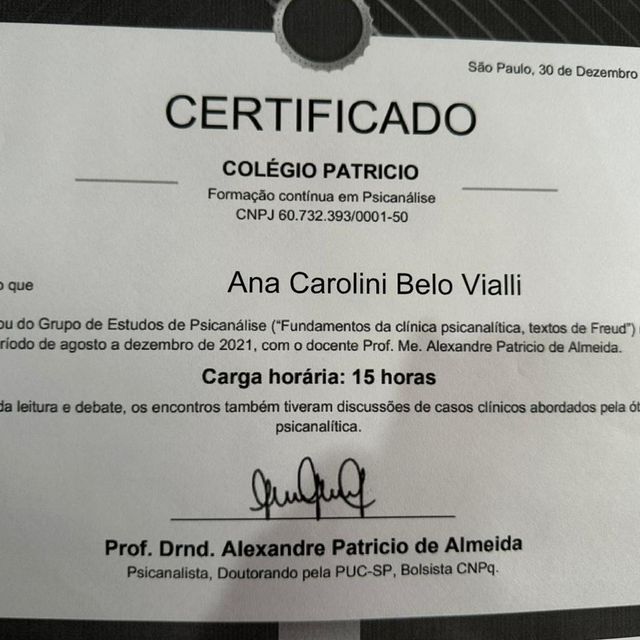 São Paulo, 30 de Dezembro
CERTIFICADO
COLÉGIO PATRICIO
Formação contínua em Psicanálise
CNPJ 60.732.393/0001-50
o que
Ana Carolini Belo Vialli
ou do Grupo de Estudos de Psicanálise ("Fundamentos da clínica psicanalítica, textos de Freud")
ríodo de agosto a dezembro de 2021, com o docente Prof. Me. Alexandre Patricio de Almeida.
Carga horária: 15 horas
da leitura e debate, os encontros também tiveram discussões de casos clínicos abordados pela ót
psicanalítica.
Prof. Drnd. Alexandre Patricio de Almeida
Psicanalista, Doutorando pela PUC-SP, Bolsista CNPq.